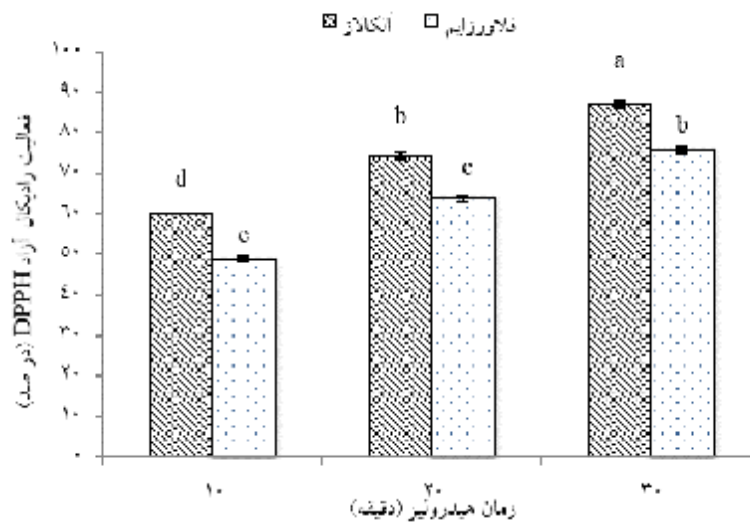 آلکالاز فلاورزایم
فعالیت رادیکال آزاد DPPH (درصد)
۱۰۰
۹۰
۸۰
۷۰
۶۰
۵۰
۴۰
۳۰
۲۰
۱۰
۰
d
e
b
c
a
b
۱۰ ۲۰ ۳۰
زمان هیدرولیز (دقیقه)